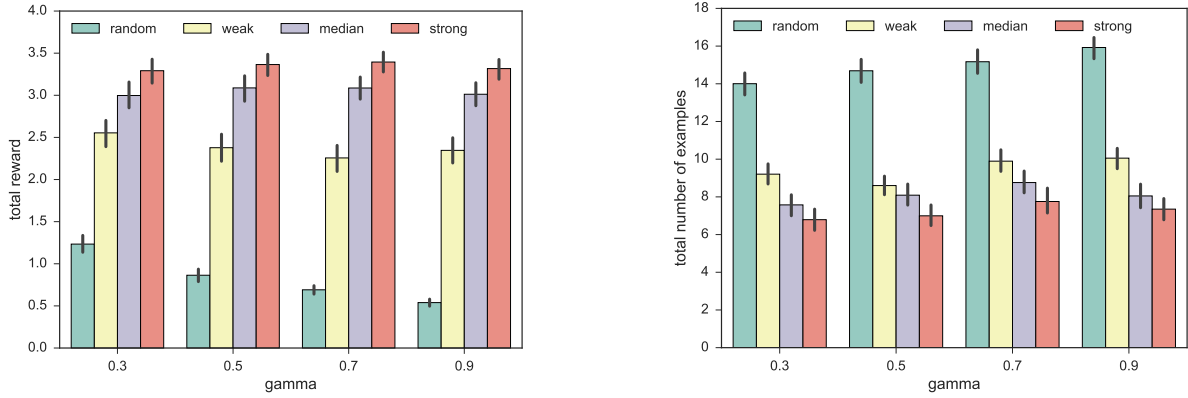 4.0
3.5
3.0
2.5
2.0
1.5
1.0
0.5
0.0
total reward
random weak median strong
0.3 0.5 0.7 0.9
gamma
18
16
14
12
10
8
6
4
2
0
total number of examples
random weak median strong
0.3 0.5 0.7 0.9
gamma